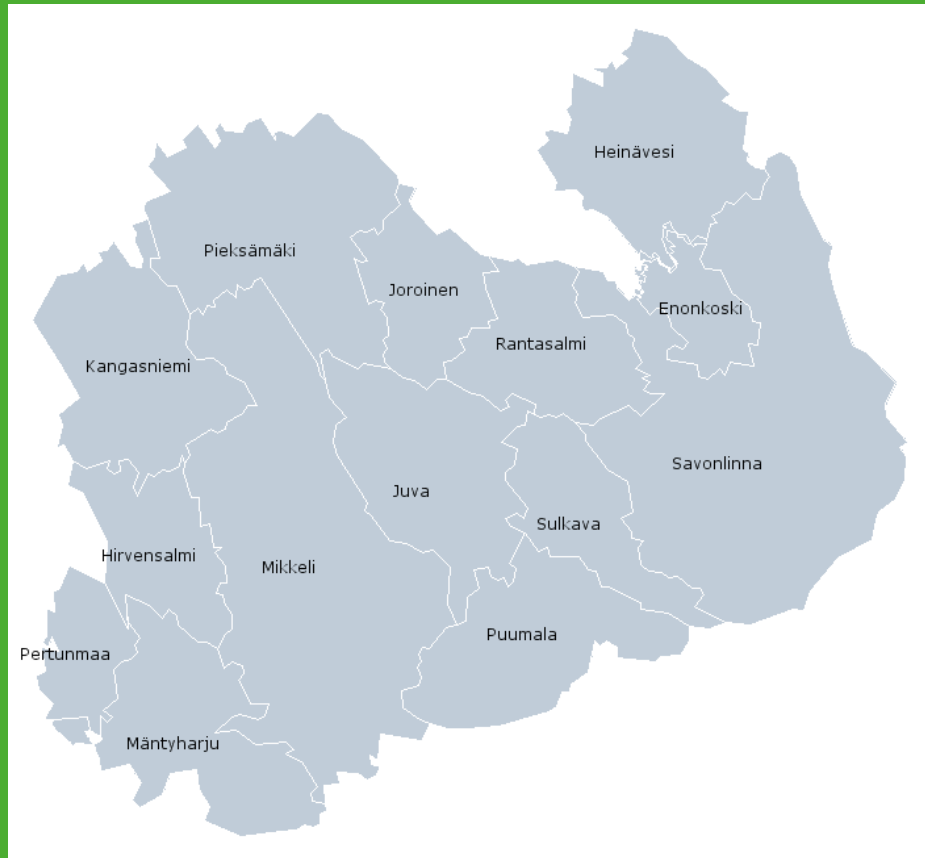 Heinävesi
Pieksämäki
Joroinen
Enonkoski
Rantasalmi
Kangasniemi
Savonlinna
Juva
Sulkava
Hirvensalmi
Mikkeli
Puumala
Pertunmaa
Mäntyharju